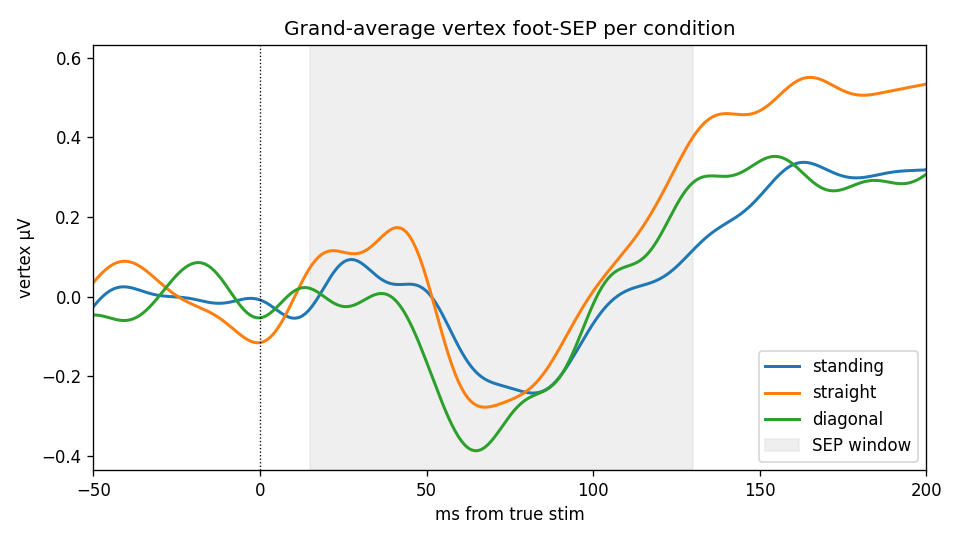 Grand-average vertex foot-SEP per condition
vertex µV
0.6
0.4
0.2
0.0
−0.2
−0.4
standing
straight
diagonal
SEP window
−50
0
50
100
150
200
ms from true stim